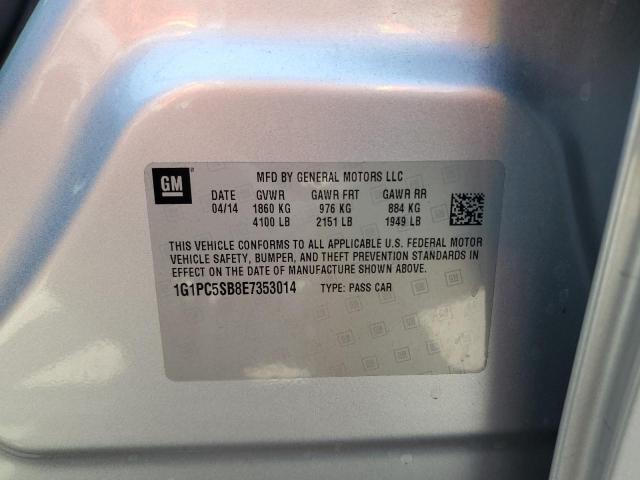 GM
MFD BY GENERAL MOTORS LLC
DATE GVWR GAWR FRT GAWR RR
04/14 1860 KG 976 KG 884 KG
4100 LB 2151 LB 1949 LB
THIS VEHICLE CONFORMS TO ALL APPLICABLE U.S. FEDERAL MOTOR
VEHICLE SAFETY, BUMPER, AND THEFT PREVENTION STANDARDS IN
EFFECT ON THE DATE OF MANUFACTURE SHOWN ABOVE.
1G1PC5SB8E7353014 TYPE: PASS CAR